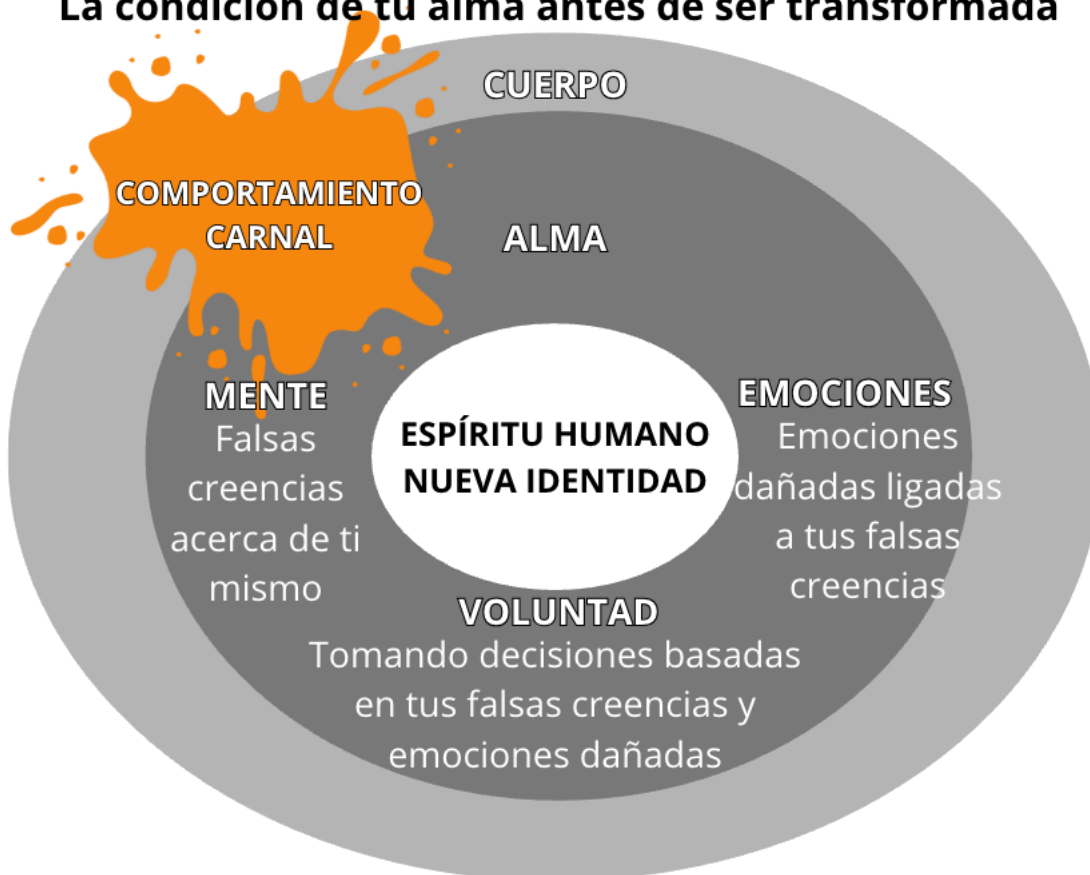 La condición de tu alma antes de ser transformada
CUERPO
COMPORTAMIENTO
CARNAL
ALMA
MENTE
Falsas
creencias
acerca de ti
mismo
ESPÍRITU HUMANO
NUEVA IDENTIDAD
EMOCIONES
Emociones
dañadas ligadas
a tus falsas
creencias
VOLUNTAD
Tomando decisiones basadas
en tus falsas creencias y
emociones dañadas